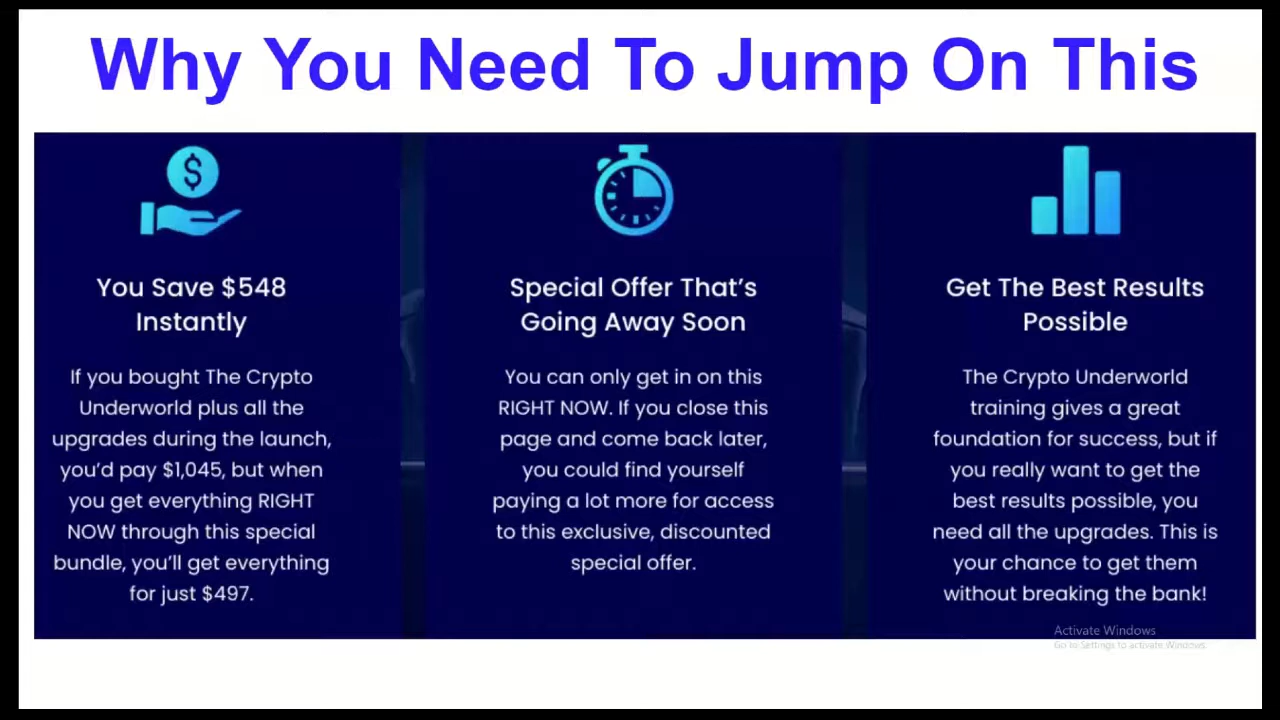 Why You Need To Jump On This
You Save $548
Instantly
If you bought The Crypto
Underworld plus all the
upgrades during the launch,
you'd pay $1,045, but when
you get everything RIGHT
NOW through this special
bundle, you'll get everything
for just $497.
Special Offer That's
Going Away Soon
You can only get in on this
RIGHT NOW. If you close this
page and come back later,
you could find yourself
paying a lot more for access
to this exclusive, discounted
special offer.
Get The Best Results
Possible
The Crypto Underworld
training gives a great
foundation for success, but if
you really want to get the
best results possible, you
need all the upgrades. This is
your chance to get them
without breaking the bank!
Activate Windows
Go to Settings to activate Windows.